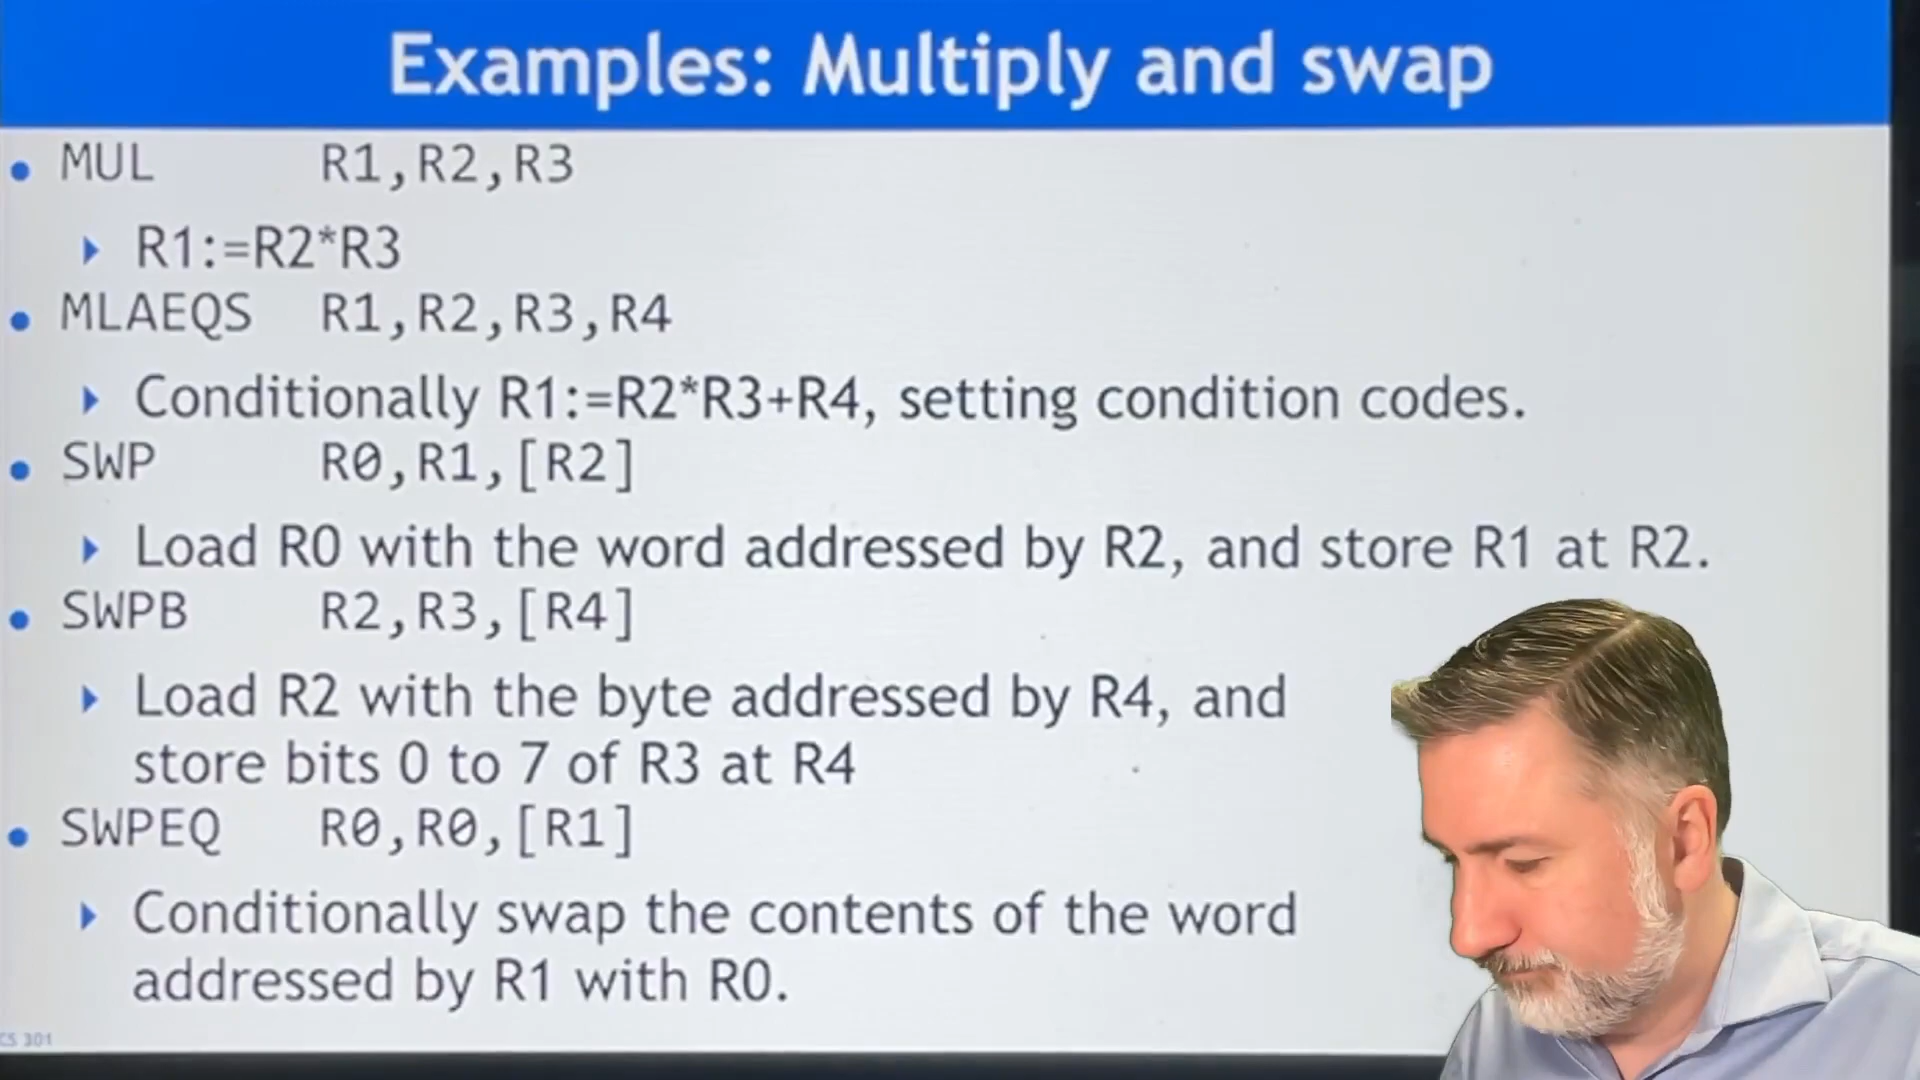 Examples: Multiply and swap
• MUL R1,R2,R3
‣ R1:=R2*R3
• MLAEQS R1,R2,R3,R4
‣ Conditionally R1:=R2*R3+R4, setting condition codes.
• SWP R0,R1,[R2]
‣ Load R0 with the word addressed by R2, and store R1 at R2.
• SWPB R2,R3,[R4]
‣ Load R2 with the byte addressed by R4, and
store bits 0 to 7 of R3 at R4
• SWPEQ R0,R0,[R1]
‣ Conditionally swap the contents of the word
addressed by R1 with R0.
CS 301